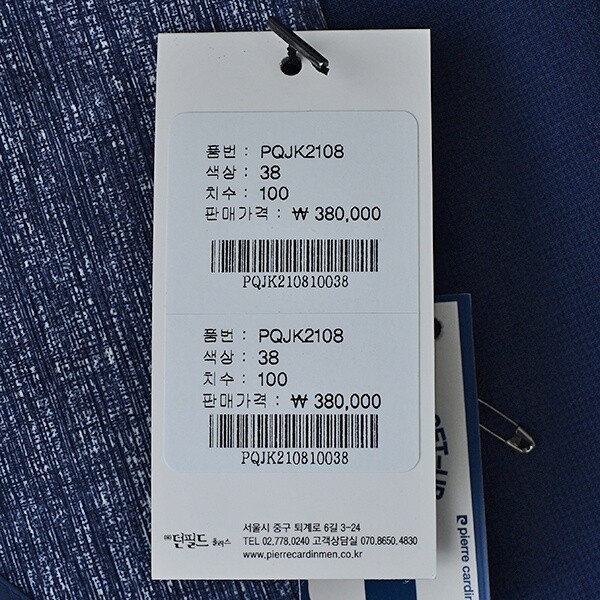 품번 : PQJK2108
색상 : 38
치수 : 100
판매가격 : ₩ 380,000
PQJK210810038
품번 : PQJK2108
색상 : 38
치수 : 100
판매가격 : ₩ 380,000
PQJK210810038
㈜던필드 플러스
서울시 중구 퇴계로 6길 3-24
TEL 02.778.0240 고객상담실 070.8650.4830
www.pierrecardinmen.co.kr
pierre cardin